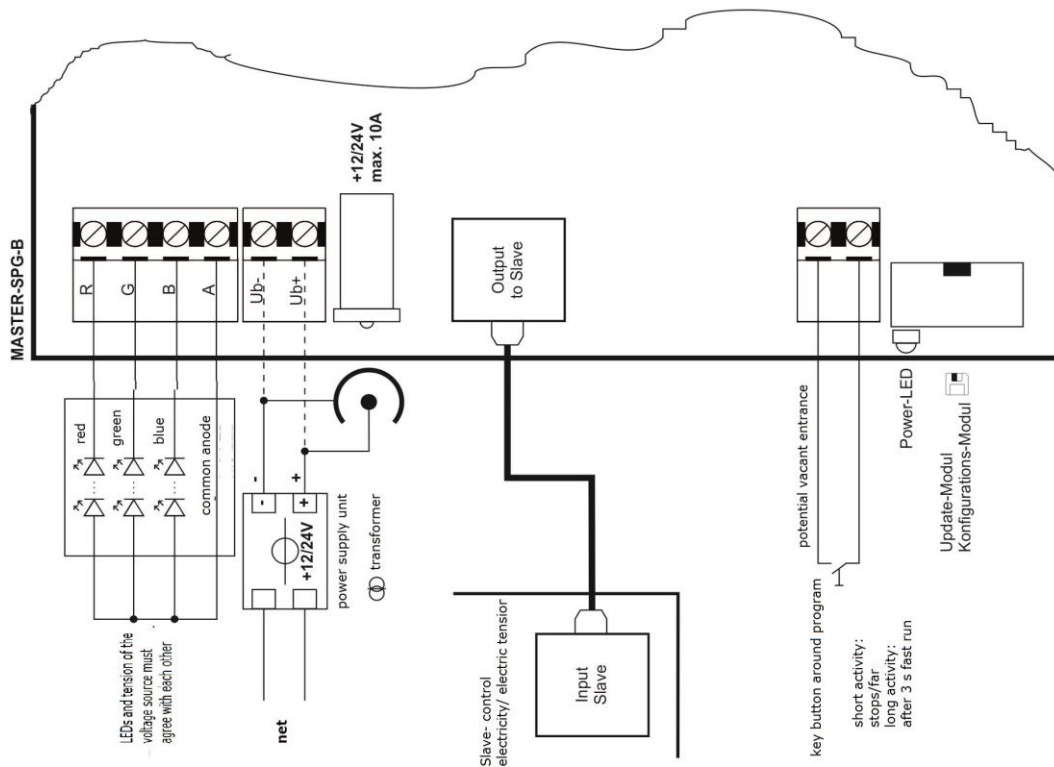 MASTER-SPG-B
R
G
B
A
Ub-
Ub+
+12/24V
max. 10A
Output
to Slave
red
green
blue
common anode
LEDs and tension of the
voltage source must
agree with each other
-
+
-
+
+12/24V
power supply unit
transformer
net
Slave- control
electricity/ electric tensior
Input
Slave
potential vacant entrance
key button around program
short activity:
stops/far
long activity:
after 3 s fast run
Power-LED
Update-Modul
Konfigurations-Modul